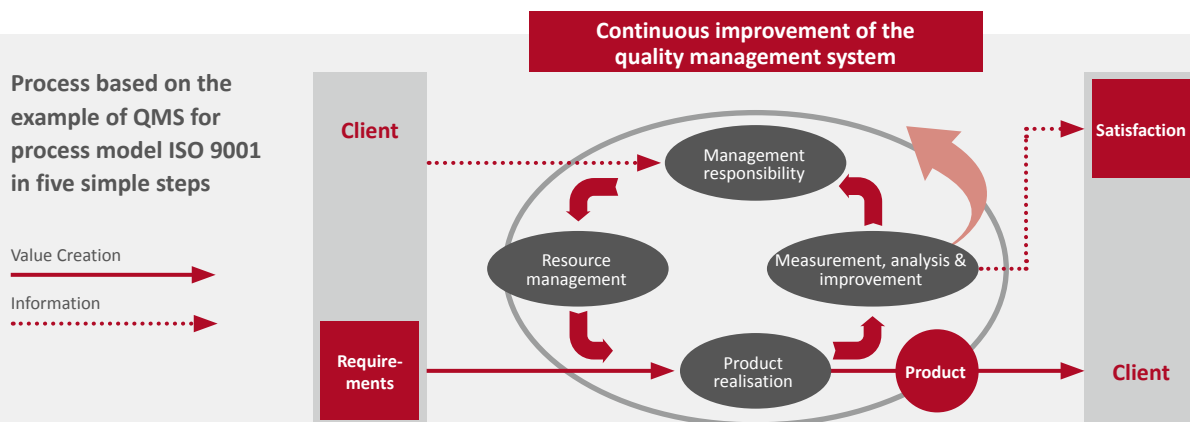 Continuous improvement of the
quality management system
Process based on the
example of QMS for
process model ISO 9001
in five simple steps
Value Creation
Information
Client
Require-
ments
Management
responsibility
Resource
management
Measurement, analysis &
improvement
Product
realisation
Product
Satisfaction
Client